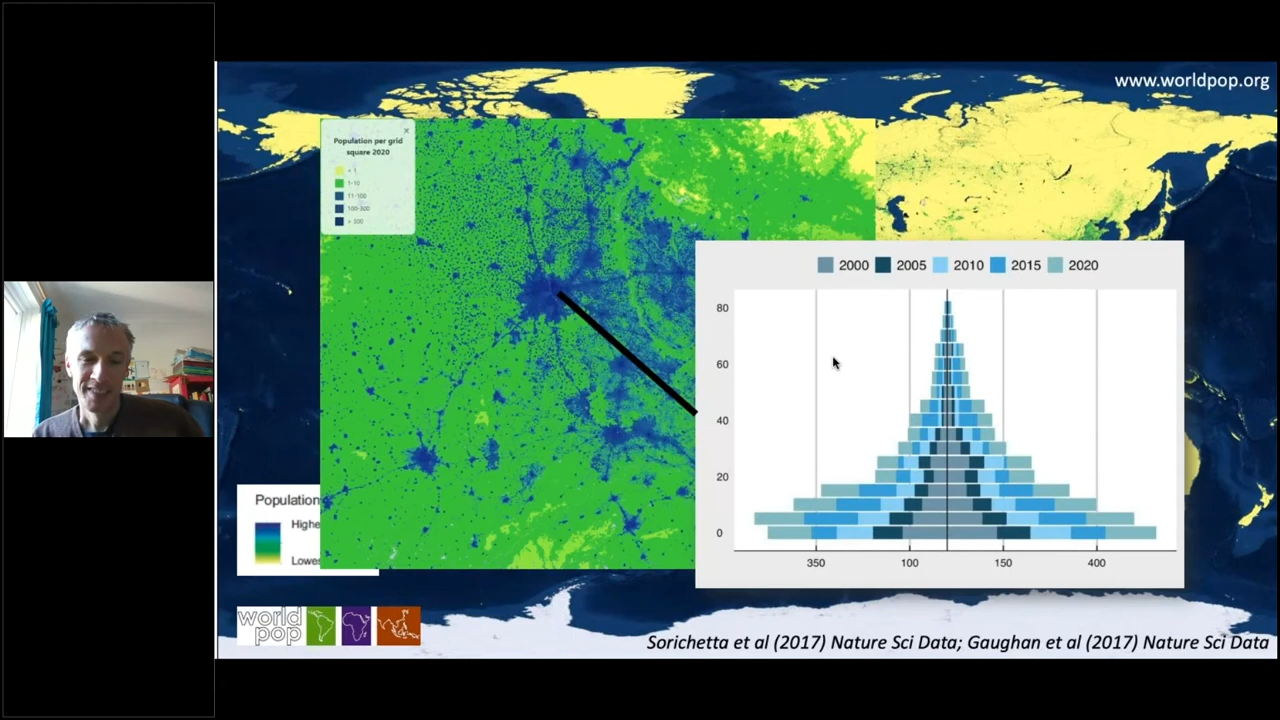 www.worldpop.org
Population per grid
square 2020
< 1
1-10
11-100
100-300
> 300
2000
2005
2010
2015
2020
80
60
40
20
0
350
100
150
400
Population
Highe
Lowes
world
pop
Sorichetta et al (2017) Nature Sci Data; Gaughan et al (2017) Nature Sci Data